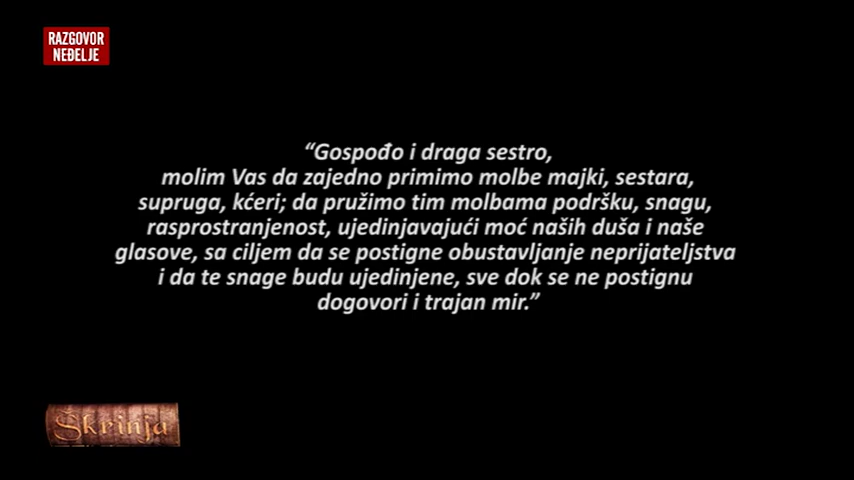 RAZGOVOR
NEĐELJE
“Gospođo i draga sestro,
molim Vas da zajedno primimo molbe majki, sestara,
supruga, kćeri; da pružimo tim molbama podršku, snagu,
rasprostranjenost, ujedinjavajući moć naših duša i naše
glasove, sa ciljem da se postigne obustavljanje neprijateljstva
i da te snage budu ujedinjene, sve dok se ne postignu
dogovori i trajan mir.”
Škrinja